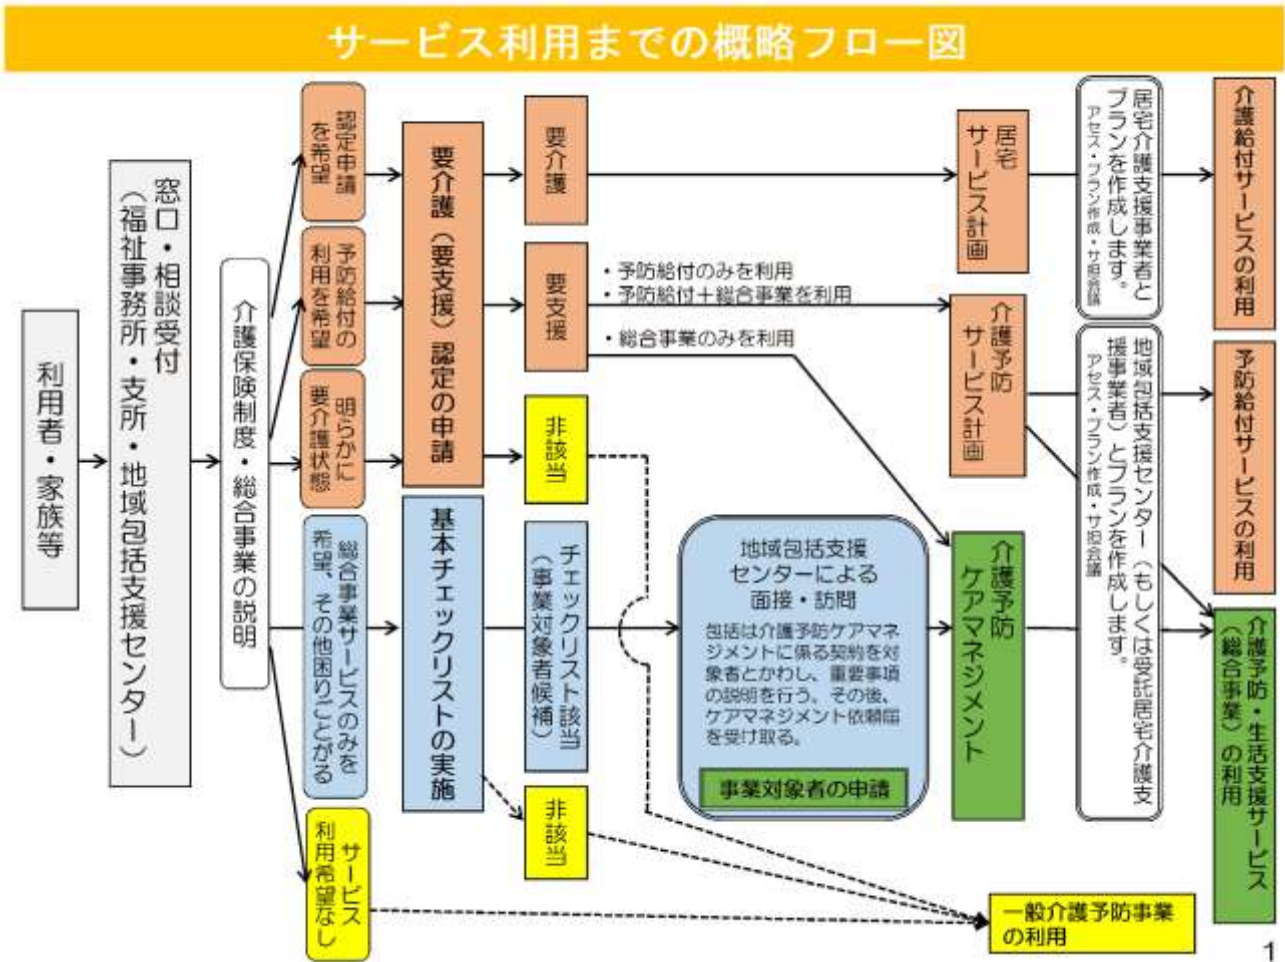 サービス利用までの概略フロー図
利用者・家族等
窓口・相談受付
（福祉事務所・支所・地域包括支援センター）
介護保険制度・総合事業の説明
認定申請
を希望
予防給付の
利用を希望
明らかに
要介護状態
総合事業サービスのみを
希望、その他困りごとがる
サービス
利用希望なし
要介護（要支援）認定の申請
基本チェックリストの実施
要介護
要支援
非該当
チェックリスト該当
（事業対象者候補）
非該当
・予防給付のみを利用
・予防給付＋総合事業を利用
・総合事業のみを利用
地域包括支援
センターによる
面接・訪問
包括は介護予防ケアマネ
ジメントに係る契約を対
象者とかわし、重要事項
の説明を行う。その後、
ケアマネジメント依頼届
を受け取る。
事業対象者の申請
居宅
サービス計画
介護予防
サービス計画
介護予防
ケアマネジメント
居宅介護支援事業者と
プランを作成します。
アセス・プラン作成・サ担会議
地域包括支援センター（もしくは受託居宅介護支
援事業者）とプランを作成します。
アセス・プラン作成・サ担会議
介護給付サービスの利用
予防給付サービスの利用
介護予防・生活支援サービス
（総合事業）の利用
一般介護予防事業
の利用
1